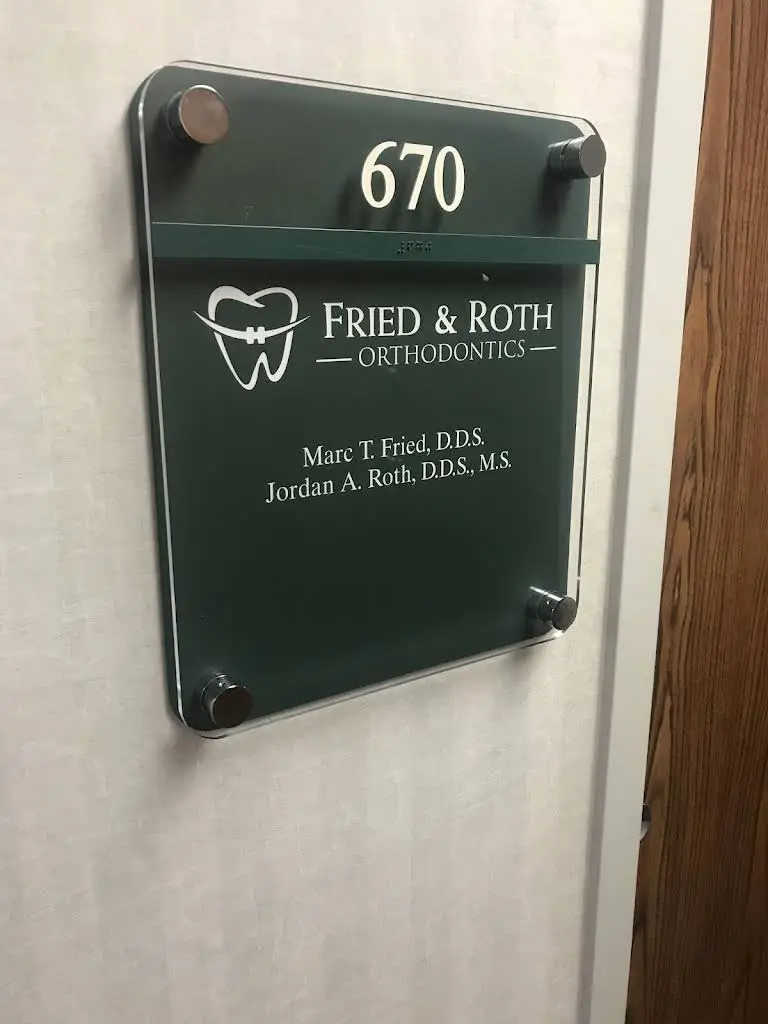 670
FRIED & ROTH
ORTHODONTICS
Marc T. Fried, D.D.S.
Jordan A. Roth, D.D.S., M.S.